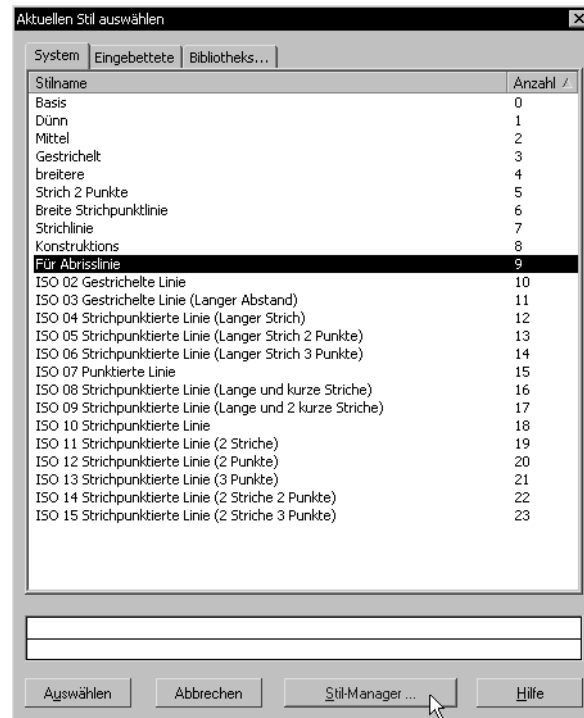 Aktuellen Stil auswählen
System Eingebettete Bibliotheks...
Stilname Anzahl
Basis 0
Dünn 1
Mittel 2
Gestrichelt 3
breitere 4
Strich 2 Punkte 5
Breite Strichpunktlinie 6
Strichlinie 7
Konstruktions 8
Für Abrisslinie 9
ISO 02 Gestrichelte Linie 10
ISO 03 Gestrichelte Linie (Langer Abstand) 11
ISO 04 Strichpunktierte Linie (Langer Strich) 12
ISO 05 Strichpunktierte Linie (Langer Strich 2 Punkte) 13
ISO 06 Strichpunktierte Linie (Langer Strich 3 Punkte) 14
ISO 07 Punktierte Linie 15
ISO 08 Strichpunktierte Linie (Lange und kurze Striche) 16
ISO 09 Strichpunktierte Linie (Lange und 2 kurze Striche) 17
ISO 10 Strichpunktierte Linie 18
ISO 11 Strichpunktierte Linie (2 Striche) 19
ISO 12 Strichpunktierte Linie (2 Punkte) 20
ISO 13 Strichpunktierte Linie (3 Punkte) 21
ISO 14 Strichpunktierte Linie (2 Striche 2 Punkte) 22
ISO 15 Strichpunktierte Linie (2 Striche 3 Punkte) 23
Auswählen Abbrechen Stil-Manager ... Hilfe